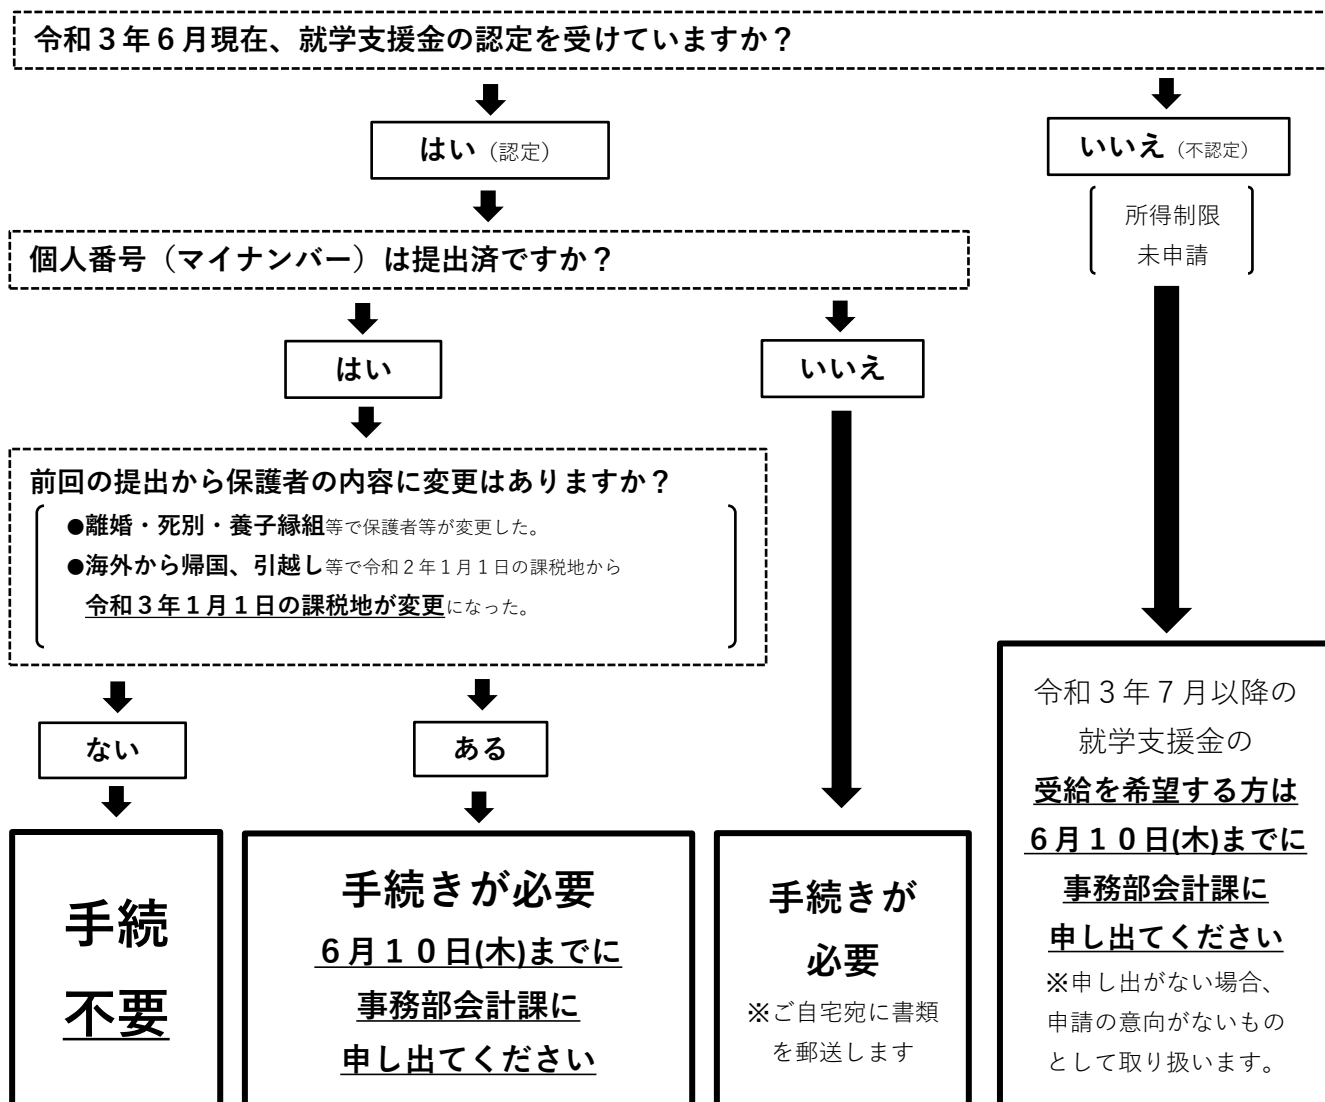 令和３年６月現在、就学支援金の認定を受けていますか？
はい（認定）
いいえ（不認定）
所得制限
未申請
個人番号（マイナンバー）は提出済ですか？
はい
いいえ
前回の提出から保護者の内容に変更はありますか？
●離婚・死別・養子縁組等で保護者等が変更した。
●海外から帰国、引越し等で令和２年１月１日の課税地から
令和３年１月１日の課税地が変更になった。
ない
ある
手続
不要
手続きが必要
６月１０日(木)までに
事務部会計課に
申し出てください
手続きが
必要
※ご自宅宛に書類
を郵送します
令和３年７月以降の
就学支援金の
受給を希望する方は
６月１０日(木)までに
事務部会計課に
申し出てください
※申し出がない場合、
申請の意向がないもの
として取り扱います。